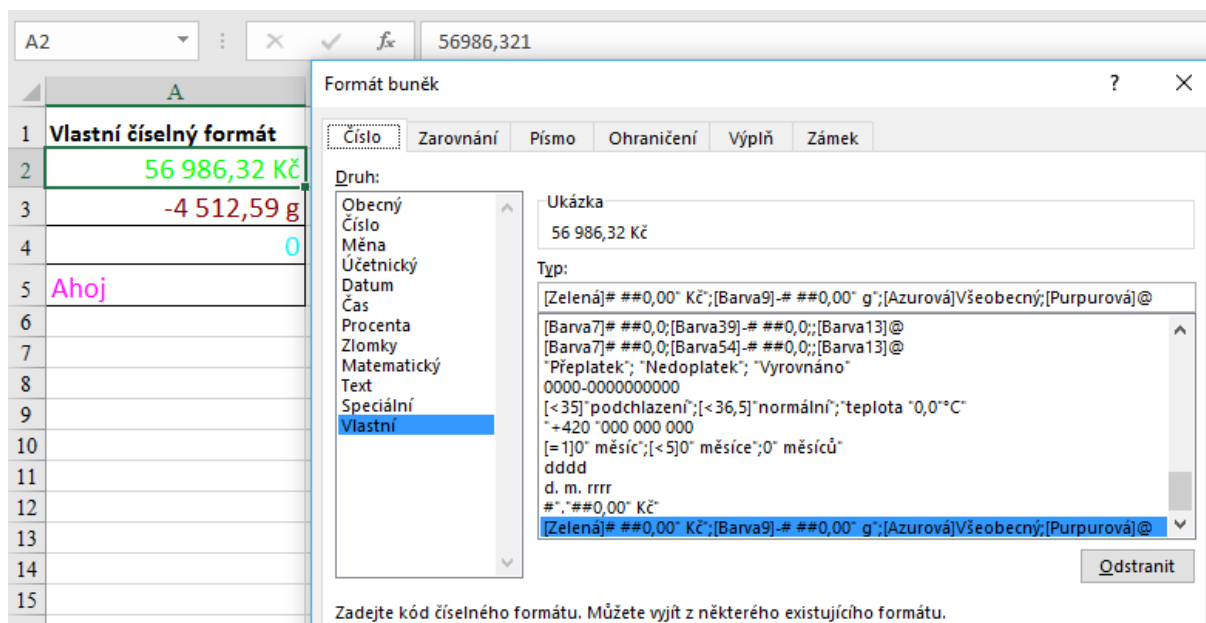 A2 fx 56986,321
Formát buněk ?
A
Číslo Zarovnání Písmo Ohraničení Výplň Zámek
1 Vlastní číselný formát
2 56 986,32 Kč
3 -4 512,59 g
4 0
5 Ahoj
6
7
8
9
10
11
12
13
14
15
Druh:
Obecný
Číslo
Měna
Účetnický
Datum
Čas
Procenta
Zlomky
Matematický
Text
Speciální
Vlastní
Ukázka
56 986,32 Kč
Typ:
[Zelená]# ##0,00" Kč";[Barva9]-# ##0,00" g";[Azurová]Všeobecný;[Purpurová]@
[Barva7]# ##0,0;[Barva39]-# ##0,0;;[Barva13]@
[Barva7]# ##0,0;[Barva54]-# ##0,0;;[Barva13]@
"Přeplatek"; "Nedoplatek"; "Vyrovnáno"
0000-0000000000
[<35]"podchlazení";[<36,5]"normální";"teplota "0,0"°C"
"+420 "000 000 000
[=1]0" měsíc";[<5]0" měsíce";0" měsíců"
dddd
d. m. rrrr
#"."##0,00" Kč"
[Zelená]# ##0,00" Kč";[Barva9]-# ##0,00" g";[Azurová]Všeobecný;[Purpurová]@
Odstranit
Zadejte kód číselného formátu. Můžete vyjít z některého existujícího formátu.